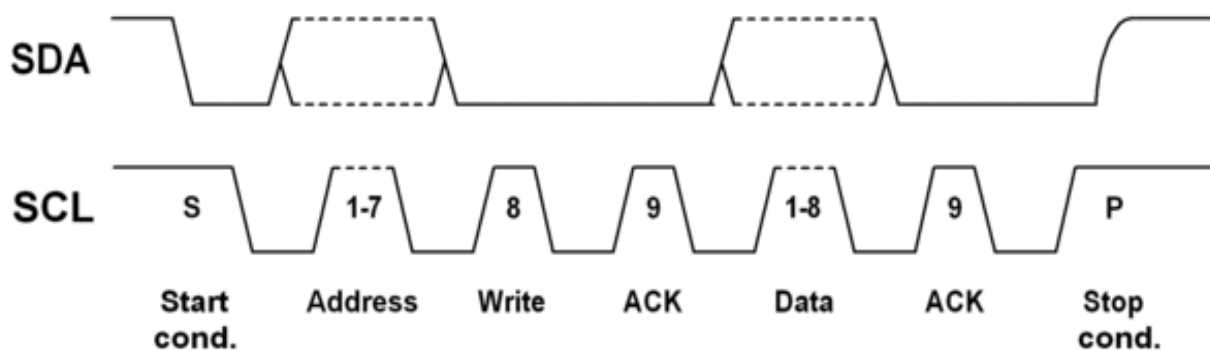 SDA
SCL
S 1-7 8 9 1-8 9 P
Start Address Write ACK Data ACK Stop
cond. cond.